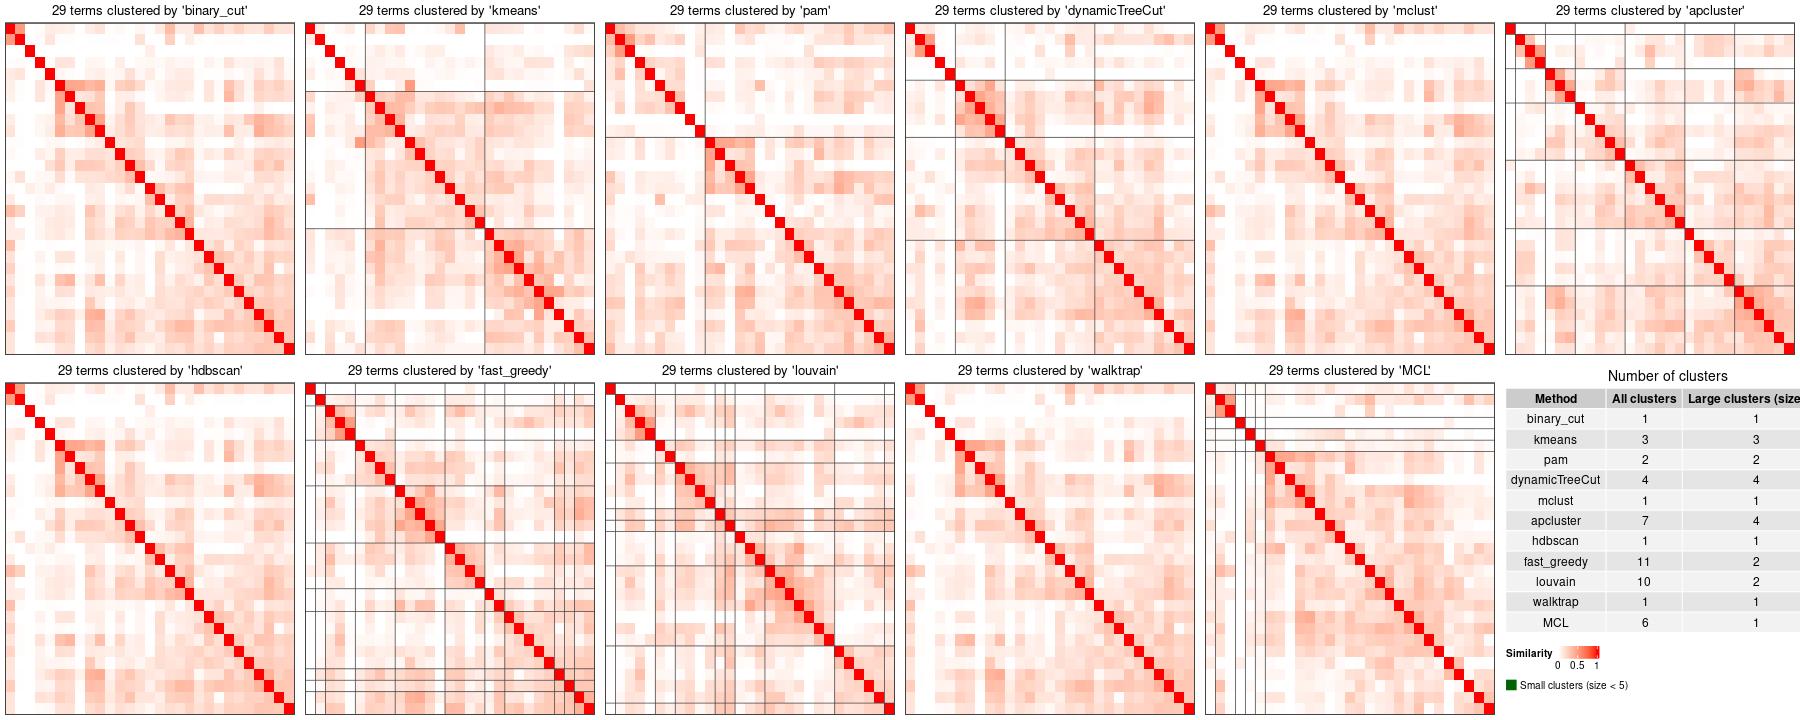 29 terms clustered by 'binary_cut'
29 terms clustered by 'kmeans'
29 terms clustered by 'pam'
29 terms clustered by 'dynamicTreeCut'
29 terms clustered by 'mclust'
29 terms clustered by 'apcluster'
29 terms clustered by 'hdbscan'
29 terms clustered by 'fast_greedy'
29 terms clustered by 'louvain'
29 terms clustered by 'walktrap'
29 terms clustered by 'MCL'
Number of clusters
Method All clusters Large clusters (size
binary_cut 1 1
kmeans 3 3
pam 2 2
dynamicTreeCut 4 4
mclust 1 1
apcluster 7 4
hdbscan 1 1
fast_greedy 11 2
louvain 10 2
walktrap 1 1
MCL 6 1
Similarity
0 0.5 1
Small clusters (size < 5)